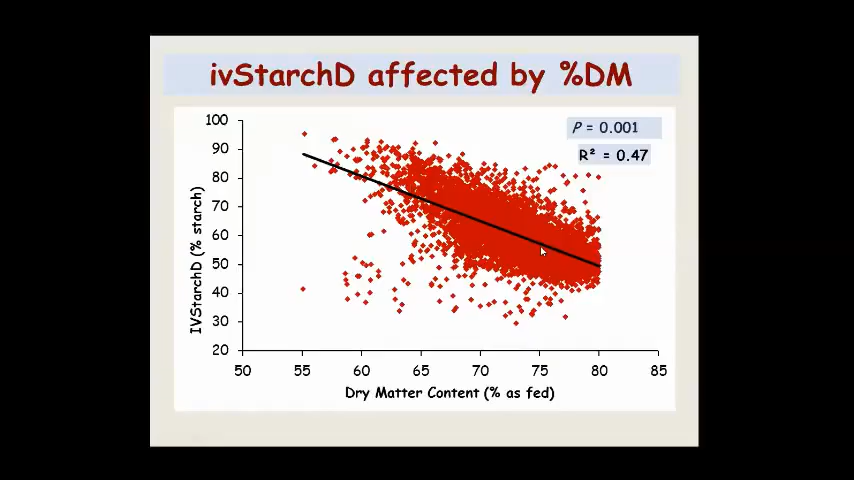 ivStarchD affected by %DM
P = 0.001
R² = 0.47
IVStarchD (% starch)
100
90
80
70
60
50
40
30
20
50 55 60 65 70 75 80 85
Dry Matter Content (% as fed)